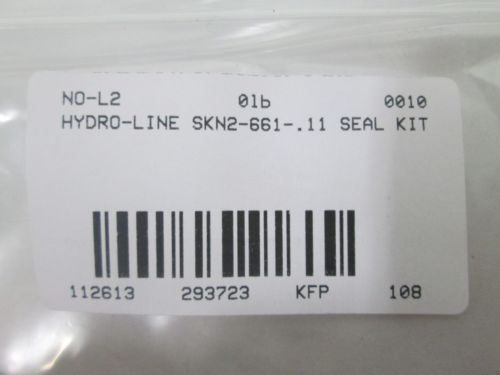 NO-L2 01b 0010
HYDRO-LINE SKN2-661-.11 SEAL KIT
112613 293723 KFP 108